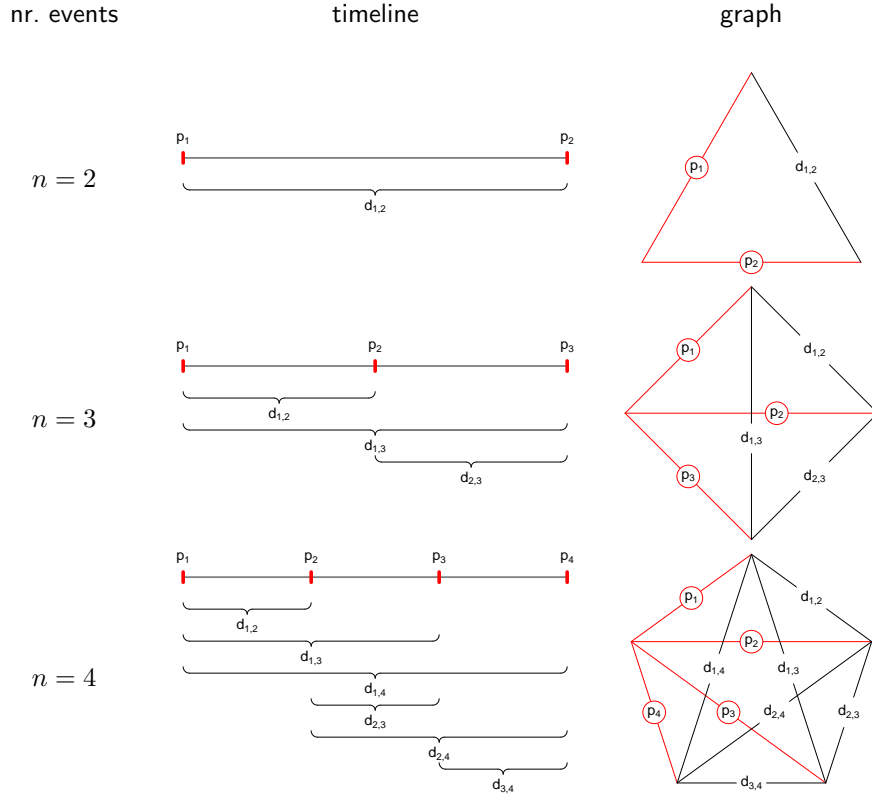 nr. events timeline graph
p1 p2
n = 2
d1,2
p1 d1,2
p2
p1 p2 p3
n = 3
d1,2
d1,3
d2,3
p1 d1,2
p2
d1,3
p3 d2,3
p1 p2 p3 p4
n = 4
d1,2
d1,3
d1,4
d2,3
d2,4
d3,4
p1 d1,2
p2
d1,4 d1,3
p4 p3 d2,4 d2,3
d3,4